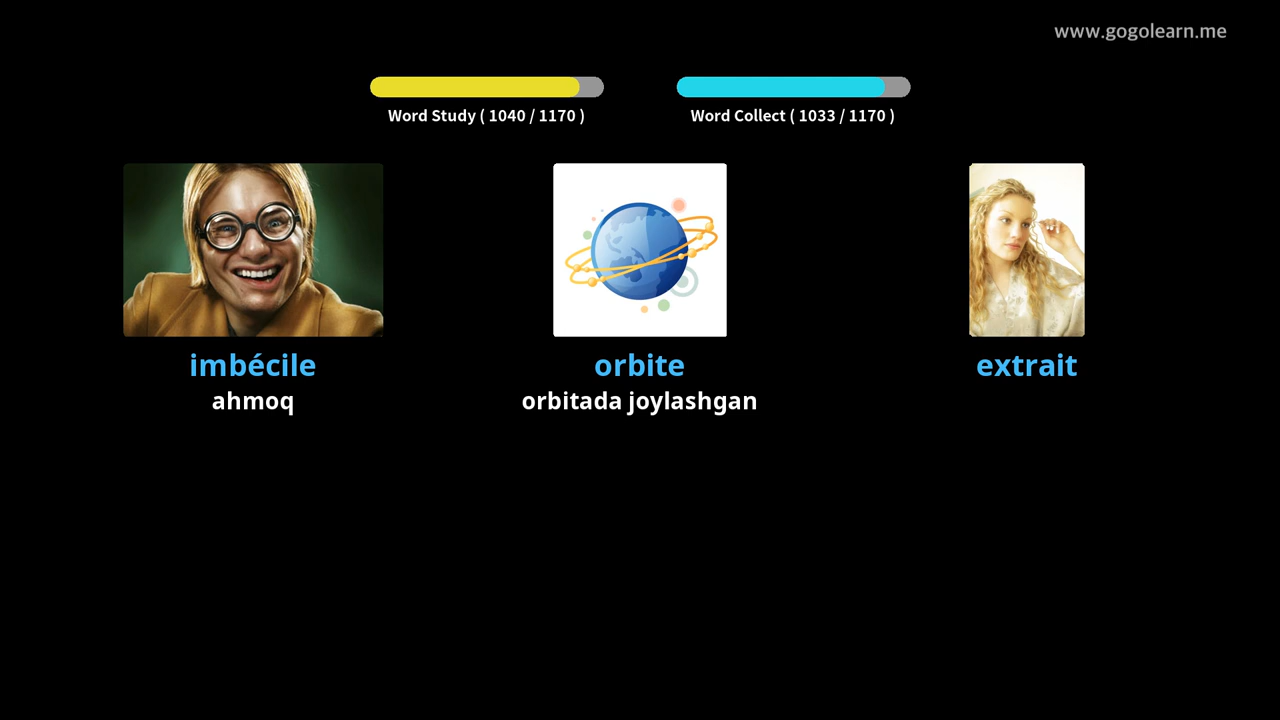 www.gogolearn.me
Word Study ( 1040 / 1170 )
Word Collect ( 1033 / 1170 )
imbécile
orbite
extrait
ahmoq
orbitada joylashgan